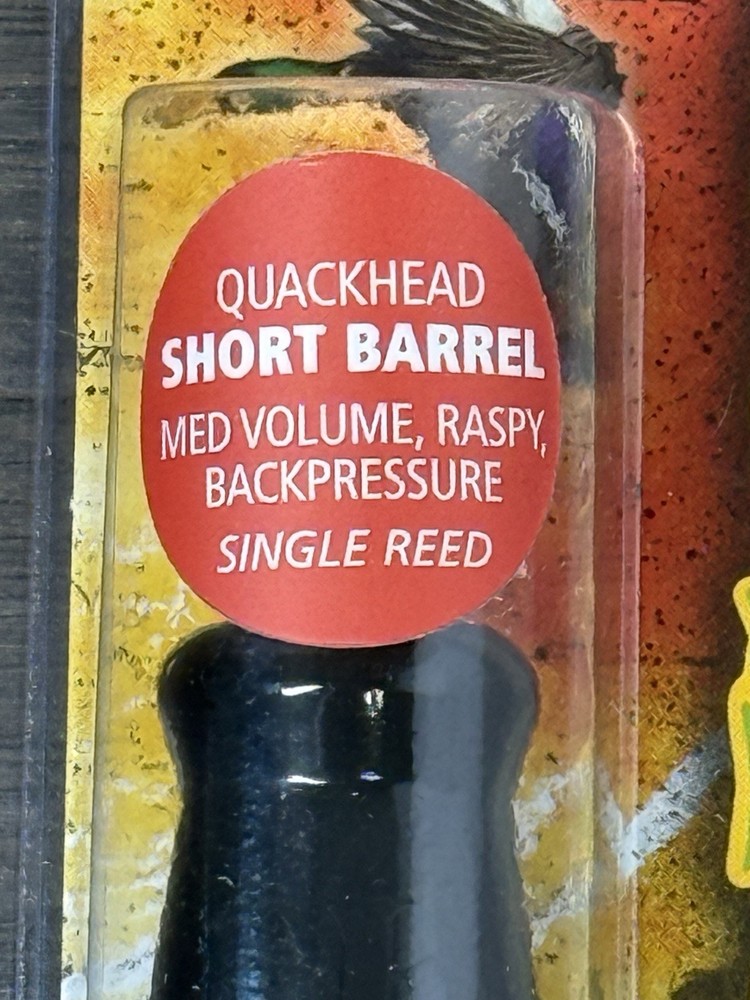 QUACKHEAD
SHORT BARREL
MED VOLUME, RASPY,
BACKPRESSURE
SINGLE REED